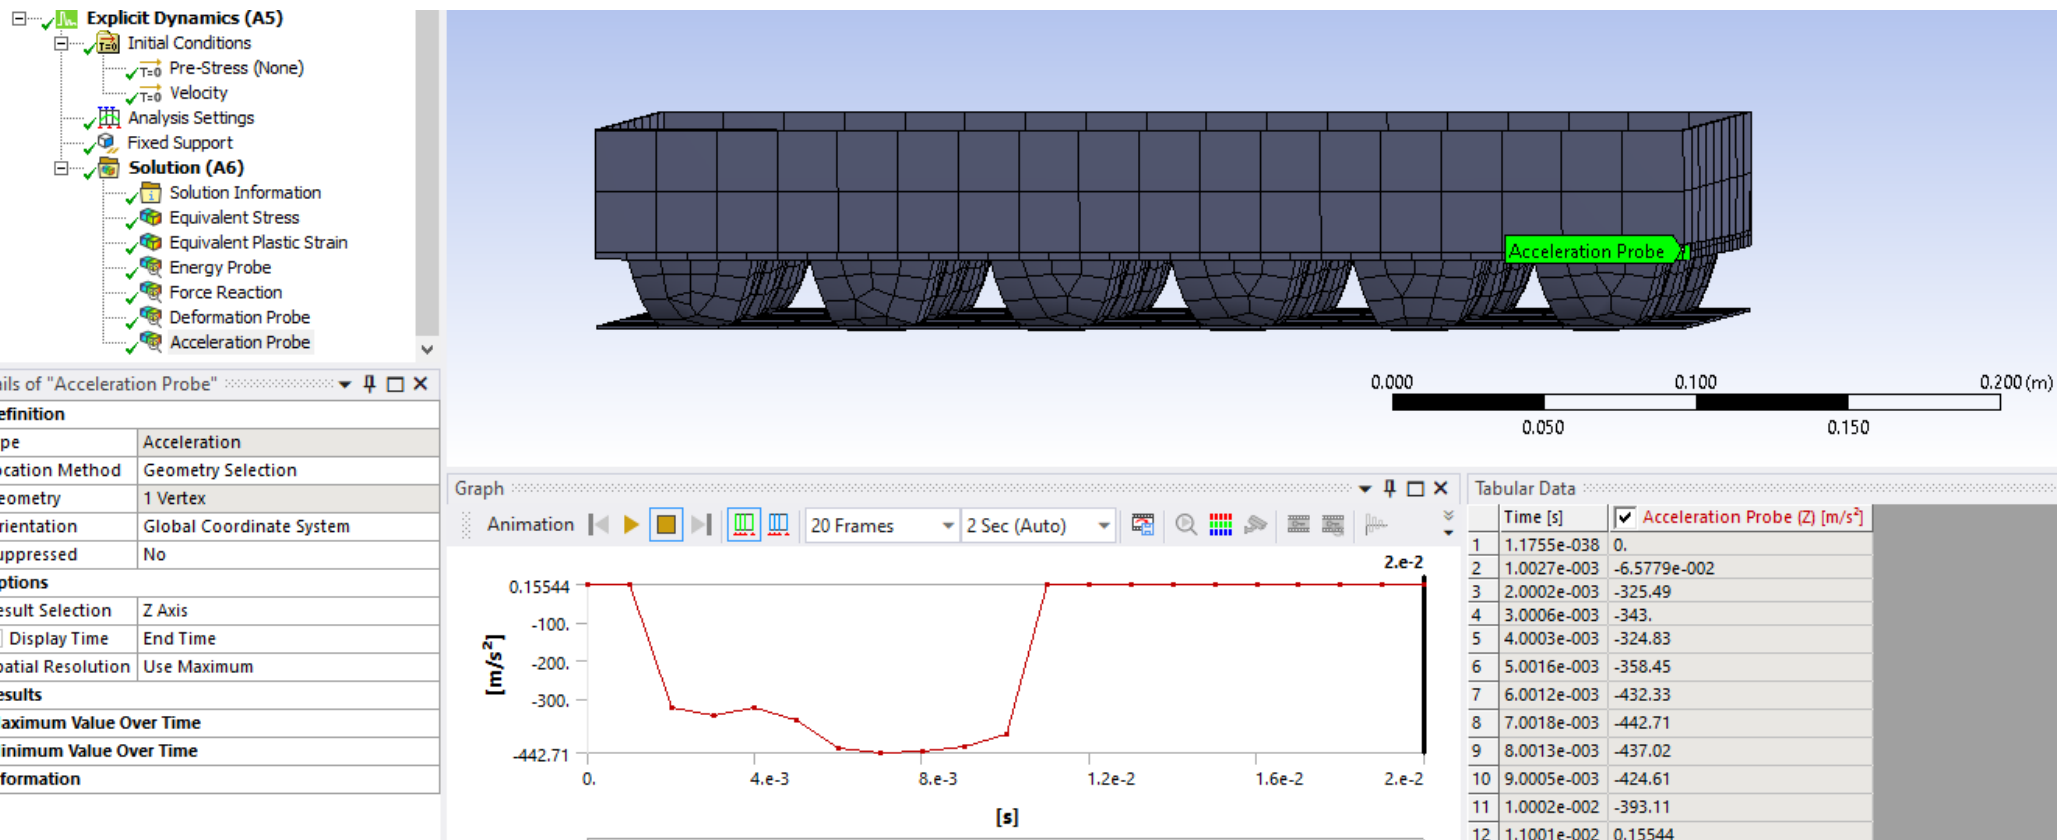 Explicit Dynamics (A5)
Initial Conditions
T=0 Pre-Stress (None)
T=0 Velocity
Analysis Settings
Fixed Support
Solution (A6)
Solution Information
Equivalent Stress
Equivalent Plastic Strain
Energy Probe
Force Reaction
Deformation Probe
Acceleration Probe
ails of "Acceleration Probe"
efinition
pe Acceleration
ocation Method Geometry Selection
eometry 1 Vertex
rientation Global Coordinate System
uppressed No
ptions
esult Selection Z Axis
Display Time End Time
patial Resolution Use Maximum
esults
aximum Value Over Time
inimum Value Over Time
formation
Acceleration Probe
0.000 0.100 0.200 (m)
0.050 0.150
Graph
Animation 20 Frames 2 Sec (Auto)
2.e-2
0.15544
-100.
-200.
-300.
-442.71
[m/s²]
0. 4.e-3 8.e-3 1.2e-2 1.6e-2 2.e-2
[s]
Tabular Data
Time [s] Acceleration Probe (Z) [m/s²]
1 1.1755e-038 0.
2 1.0027e-003 -6.5779e-002
3 2.0002e-003 -325.49
4 3.0006e-003 -343.
5 4.0003e-003 -324.83
6 5.0016e-003 -358.45
7 6.0012e-003 -432.33
8 7.0018e-003 -442.71
9 8.0013e-003 -437.02
10 9.0005e-003 -424.61
11 1.0002e-002 -393.11
12 1.1001e-002 0.15544